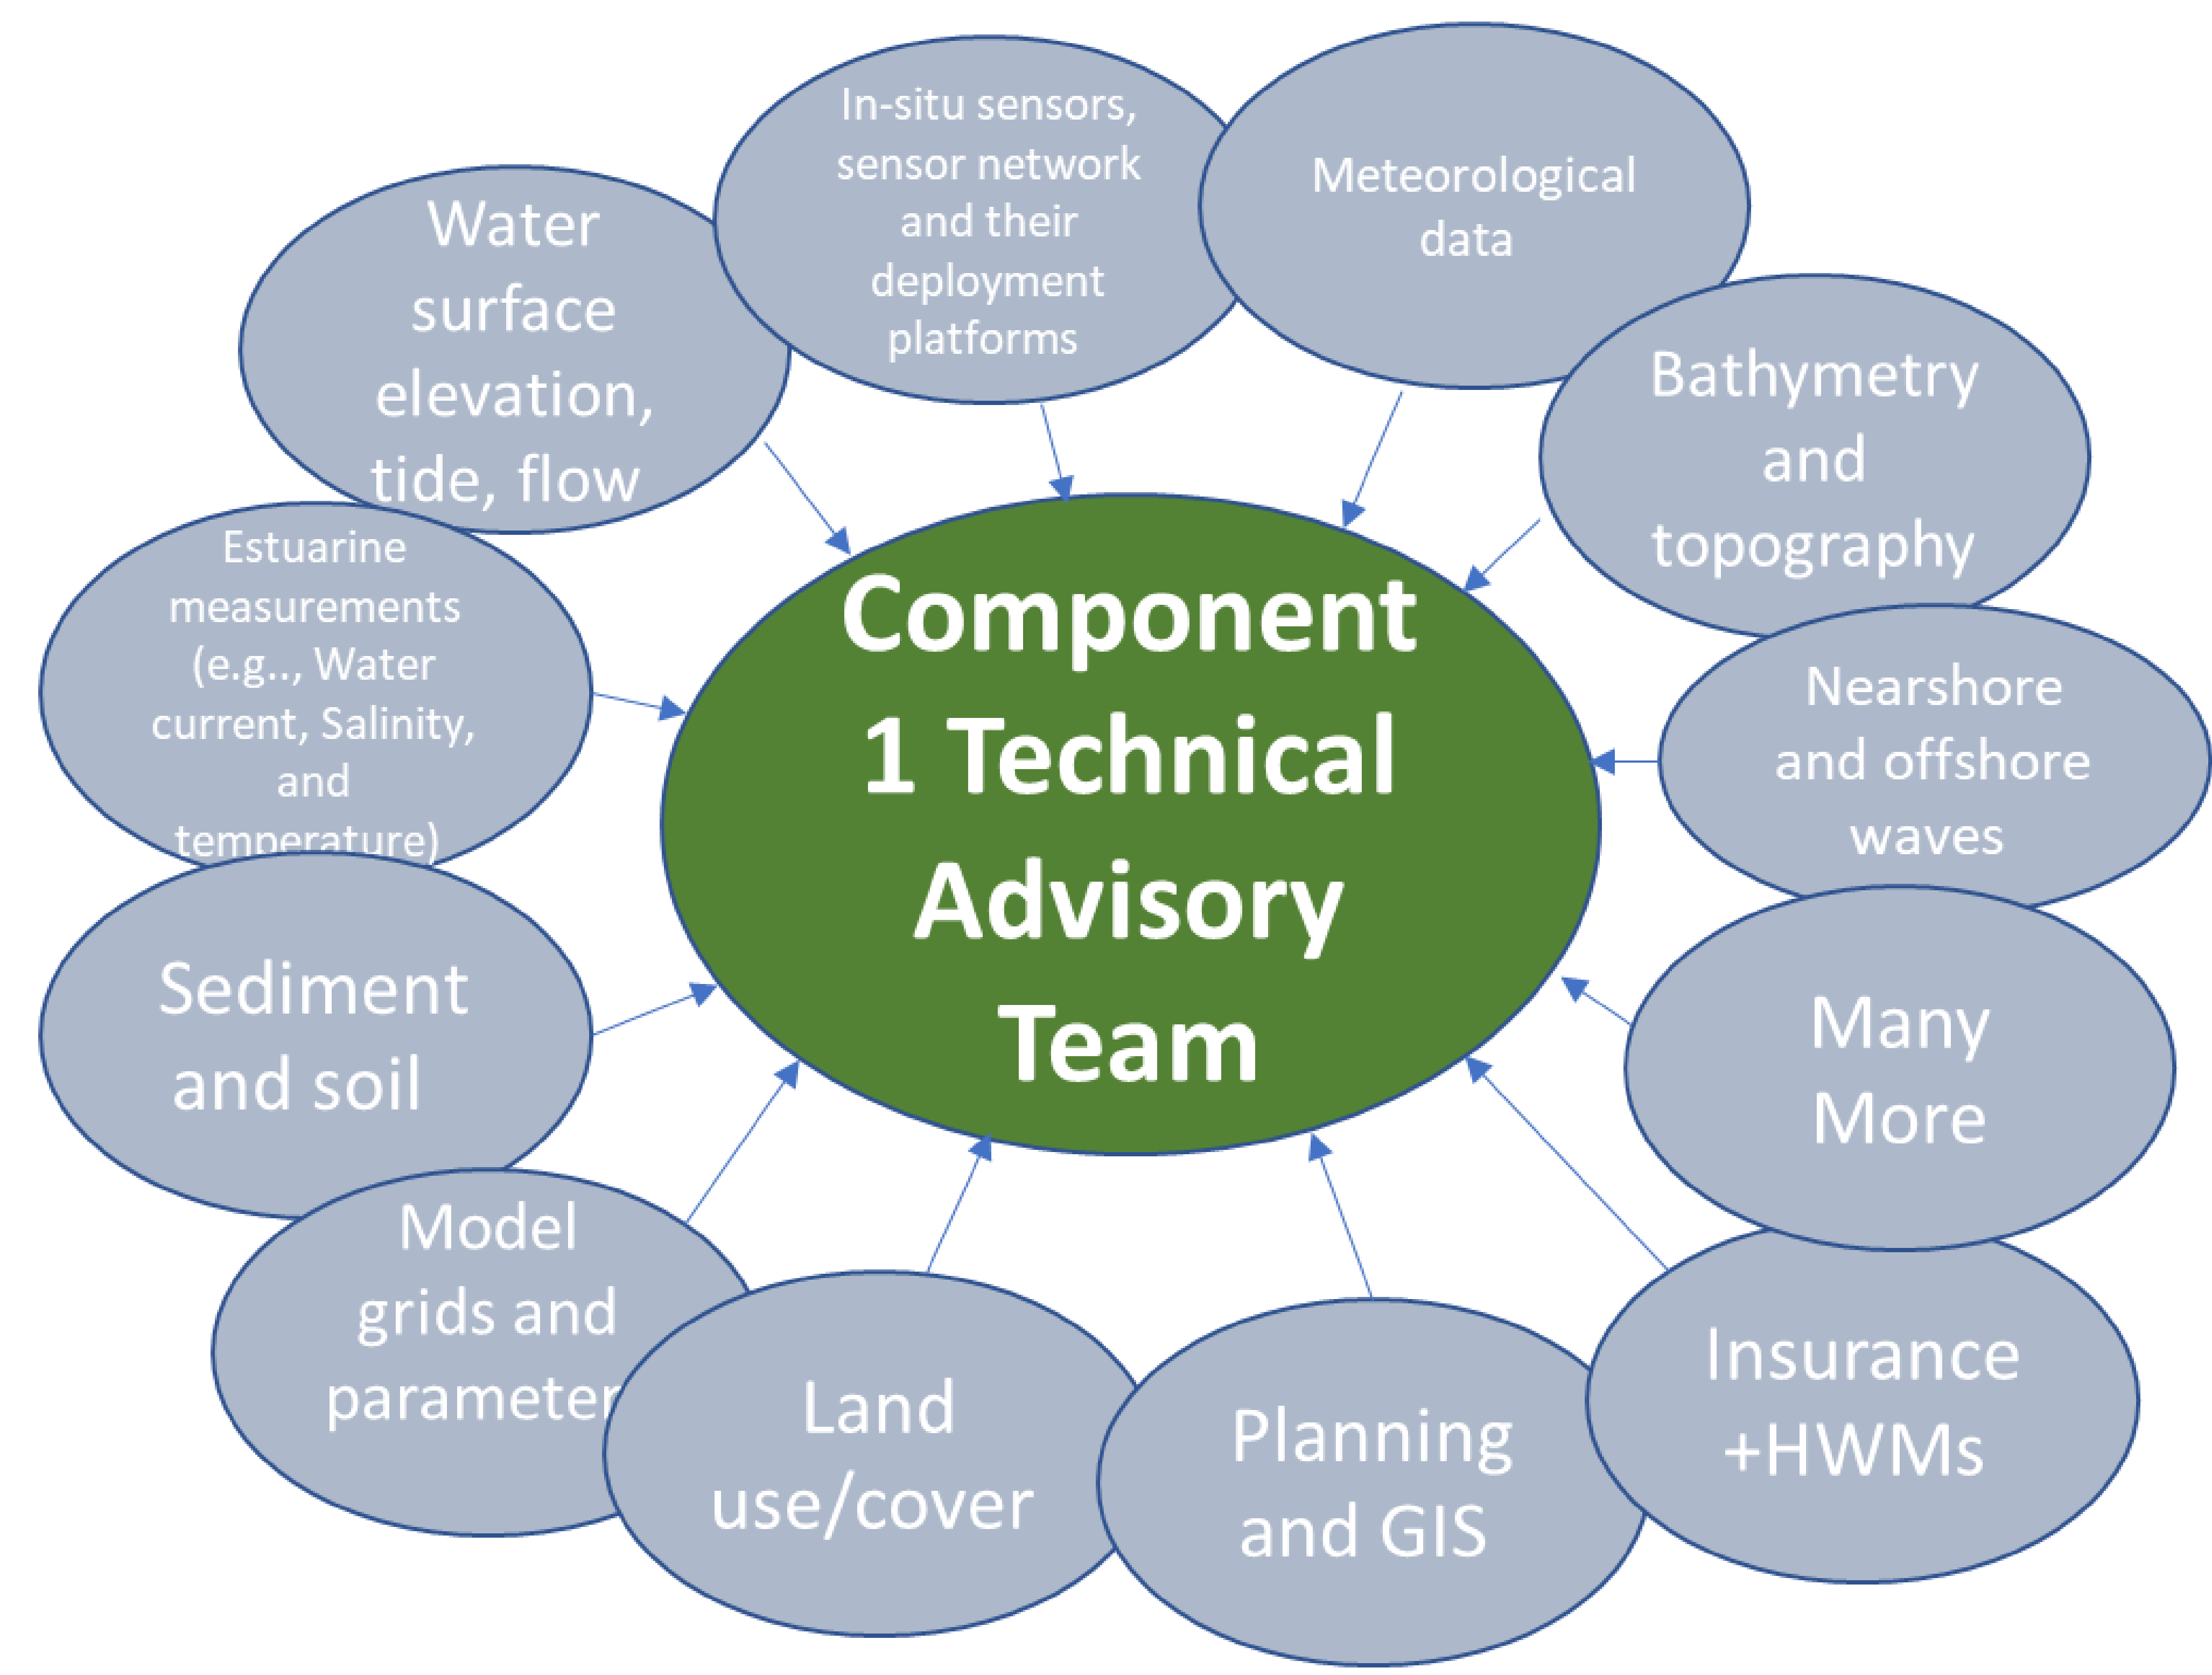 In-situ sensors,
sensor network
and their
deployment
platforms
Meteorological
data
Water
surface
elevation,
tide, flow
Bathymetry
and
topography
Estuarine
measurements
(e.g.., Water
current, Salinity,
and
temperature)
Component
1 Technical
Advisory
Team
Nearshore
and offshore
waves
Sediment
and soil
Many
More
Model
grids and
parameter
Land
use/cover
Planning
and GIS
Insurance
+HWMs